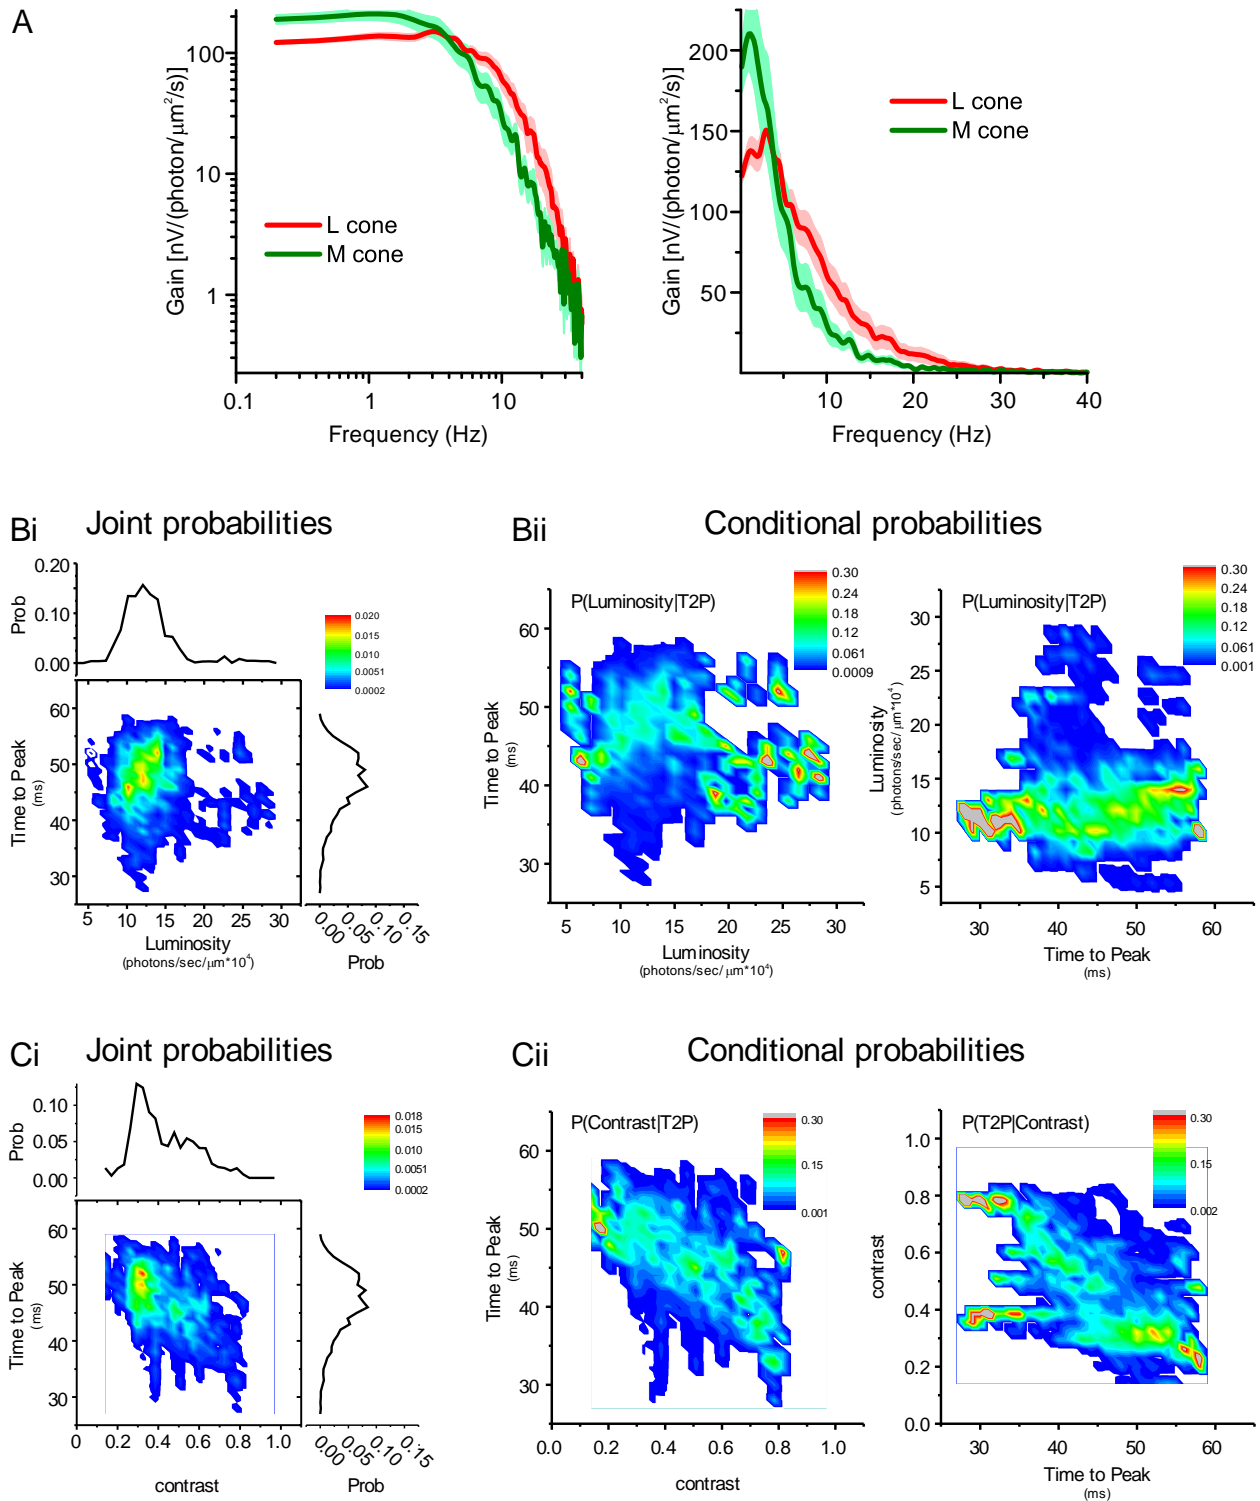 A
Gain [nV/(photon/µm²/s)]
100
10
1
L cone
M cone
0.1 1 10
Frequency (Hz)
Gain [nV/(photon/µm²/s)]
200
150
100
50
L cone
M cone
10 20 30 40
Frequency (Hz)
Bi Joint probabilities
Prob
0.20
0.15
0.10
0.05
0.00
0.020
0.015
0.010
0.0051
0.0002
Time to Peak
(ms)
60
50
40
30
5 10 15 20 25 30
Luminosity
(photons/sec/µm*10⁴)
0.00 0.05 0.10 0.15
Prob
Bii Conditional probabilities
P(Luminosity|T2P)
0.30
0.24
0.18
0.12
0.061
0.0009
Time to Peak
(ms)
60
50
40
30
5 10 15 20 25 30
Luminosity
(photons/sec/µm*10⁴)
P(Luminosity|T2P)
0.30
0.24
0.18
0.12
0.061
0.001
Luminosity
(photons/sec/µm*10⁴)
30
25
20
15
10
5
30 40 50 60
Time to Peak
(ms)
Ci Joint probabilities
Prob
0.10
0.05
0.00
0.018
0.015
0.010
0.0051
0.0002
Time to Peak
(ms)
60
50
40
30
0 0.2 0.4 0.6 0.8 1.0
contrast
0.00 0.05 0.10 0.15
Prob
Cii Conditional probabilities
P(Contrast|T2P)
0.30
0.15
0.001
Time to Peak
(ms)
60
50
40
30
0.0 0.2 0.4 0.6 0.8 1.0
contrast
P(T2P|Contrast)
0.30
0.15
0.002
contrast
1.0
0.8
0.6
0.4
0.2
0.0
30 40 50 60
Time to Peak
(ms)